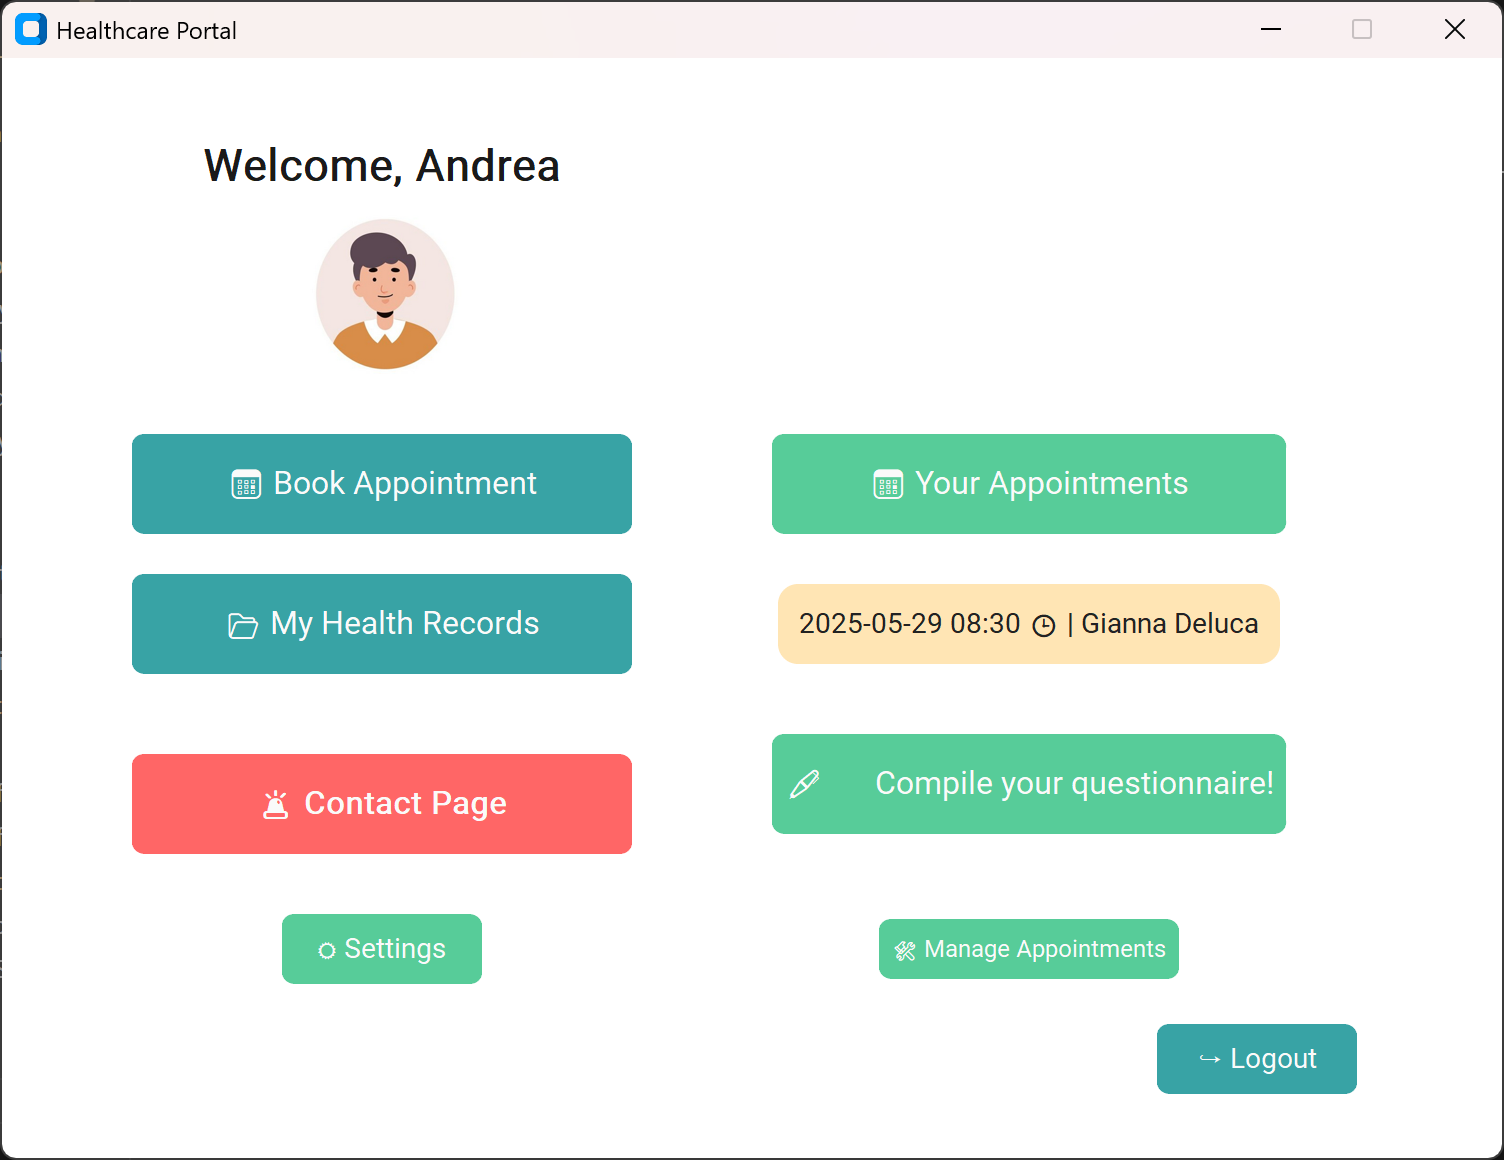 Healthcare Portal
Welcome, Andrea
Book Appointment
Your Appointments
My Health Records
2025-05-29 08:30 | Gianna Deluca
Contact Page
Compile your questionnaire!
Settings
Manage Appointments
Logout